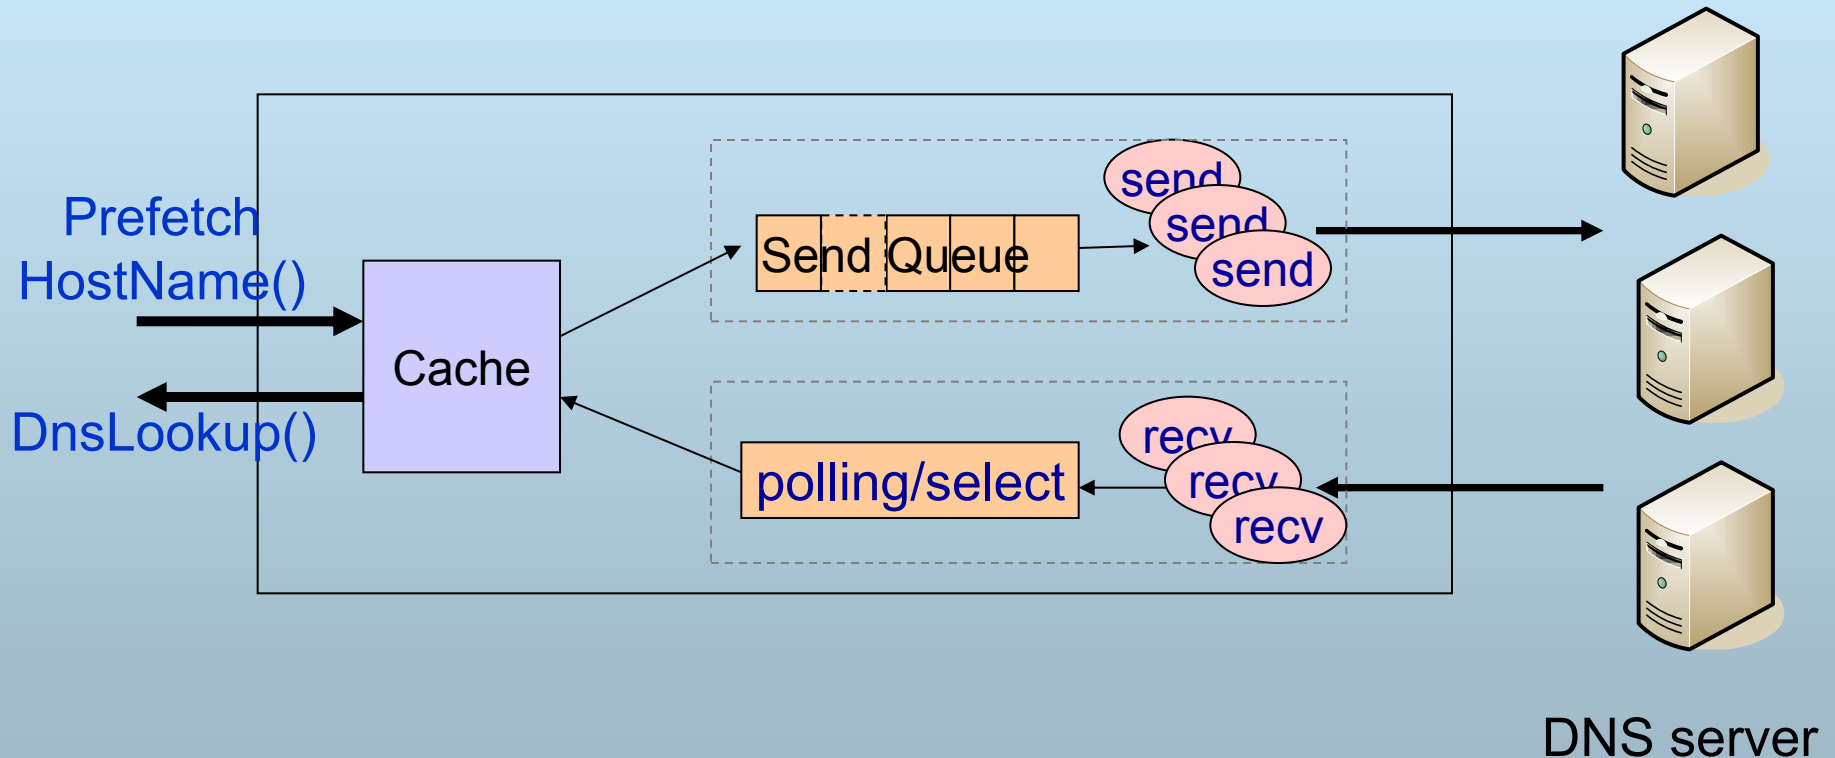 Prefetch
HostName()
DnsLookup()
Cache
Send Queue
send
send
send
polling/select
recv
recv
recv
DNS server